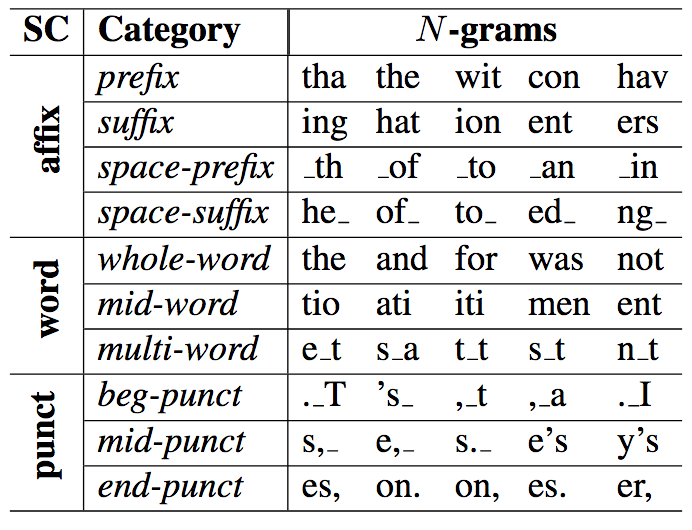 SC Category N-grams
affix
prefix tha the wit con hav
suffix ing hat ion ent ers
space-prefix _th _of _to _an _in
space-suffix he_ of_ to_ ed_ ng_
word
whole-word the and for was not
mid-word tio ati iti men ent
multi-word e_t s_a t_t s_t n_t
punct
beg-punct ._T ’s_ ,_t ,_a ._I
mid-punct s,_ e,_ s._ e’s y’s
end-punct es, on. on, es. er,